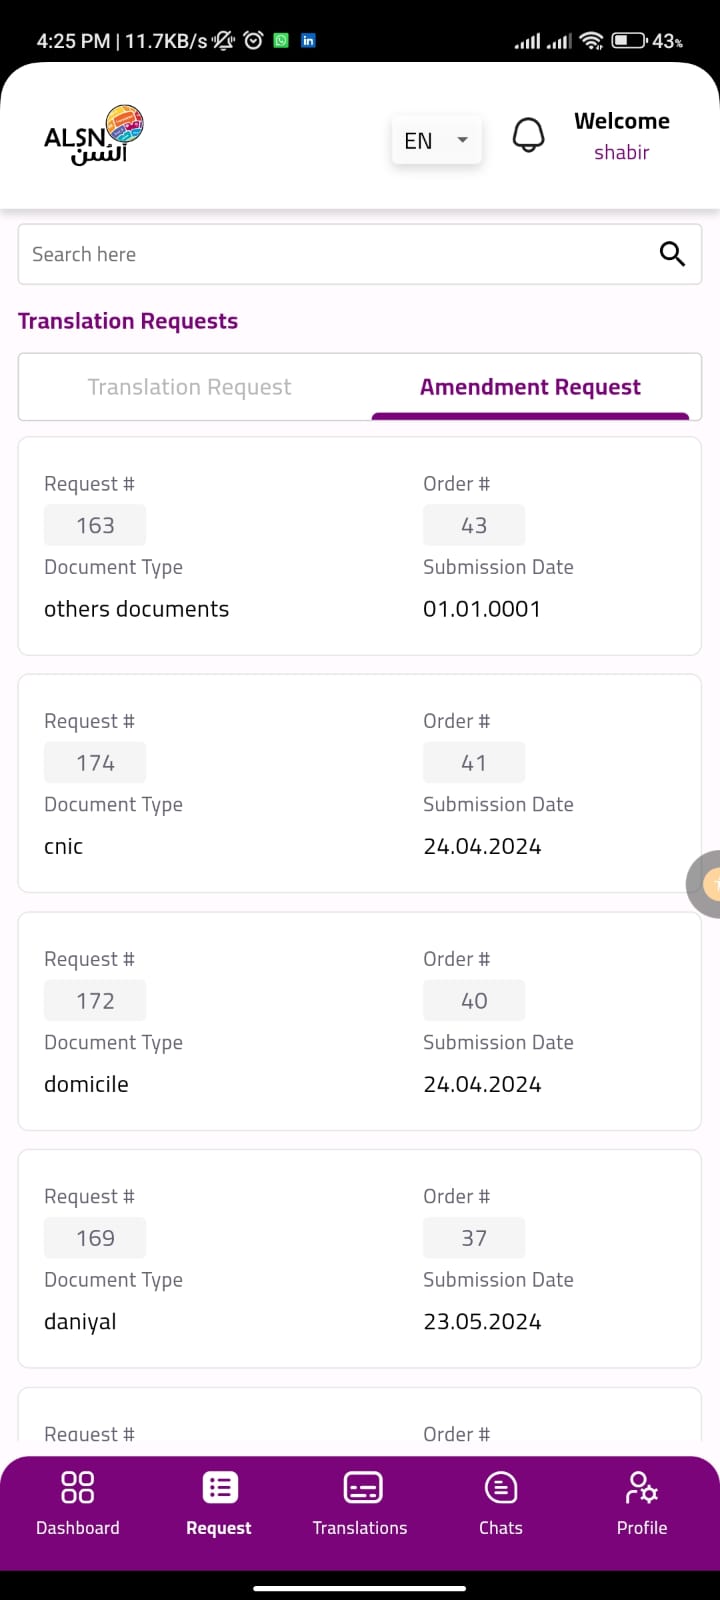 4:25 PM | 11.7KB/s 43%
ALSN
ألسن
EN
Welcome
shabir
Search here
Translation Requests
Translation Request Amendment Request
Request # Order #
163 43
Document Type Submission Date
others documents 01.01.0001
Request # Order #
174 41
Document Type Submission Date
cnic 24.04.2024
Request # Order #
172 40
Document Type Submission Date
domicile 24.04.2024
Request # Order #
169 37
Document Type Submission Date
daniyal 23.05.2024
Request # Order #
Dashboard Request Translations Chats Profile